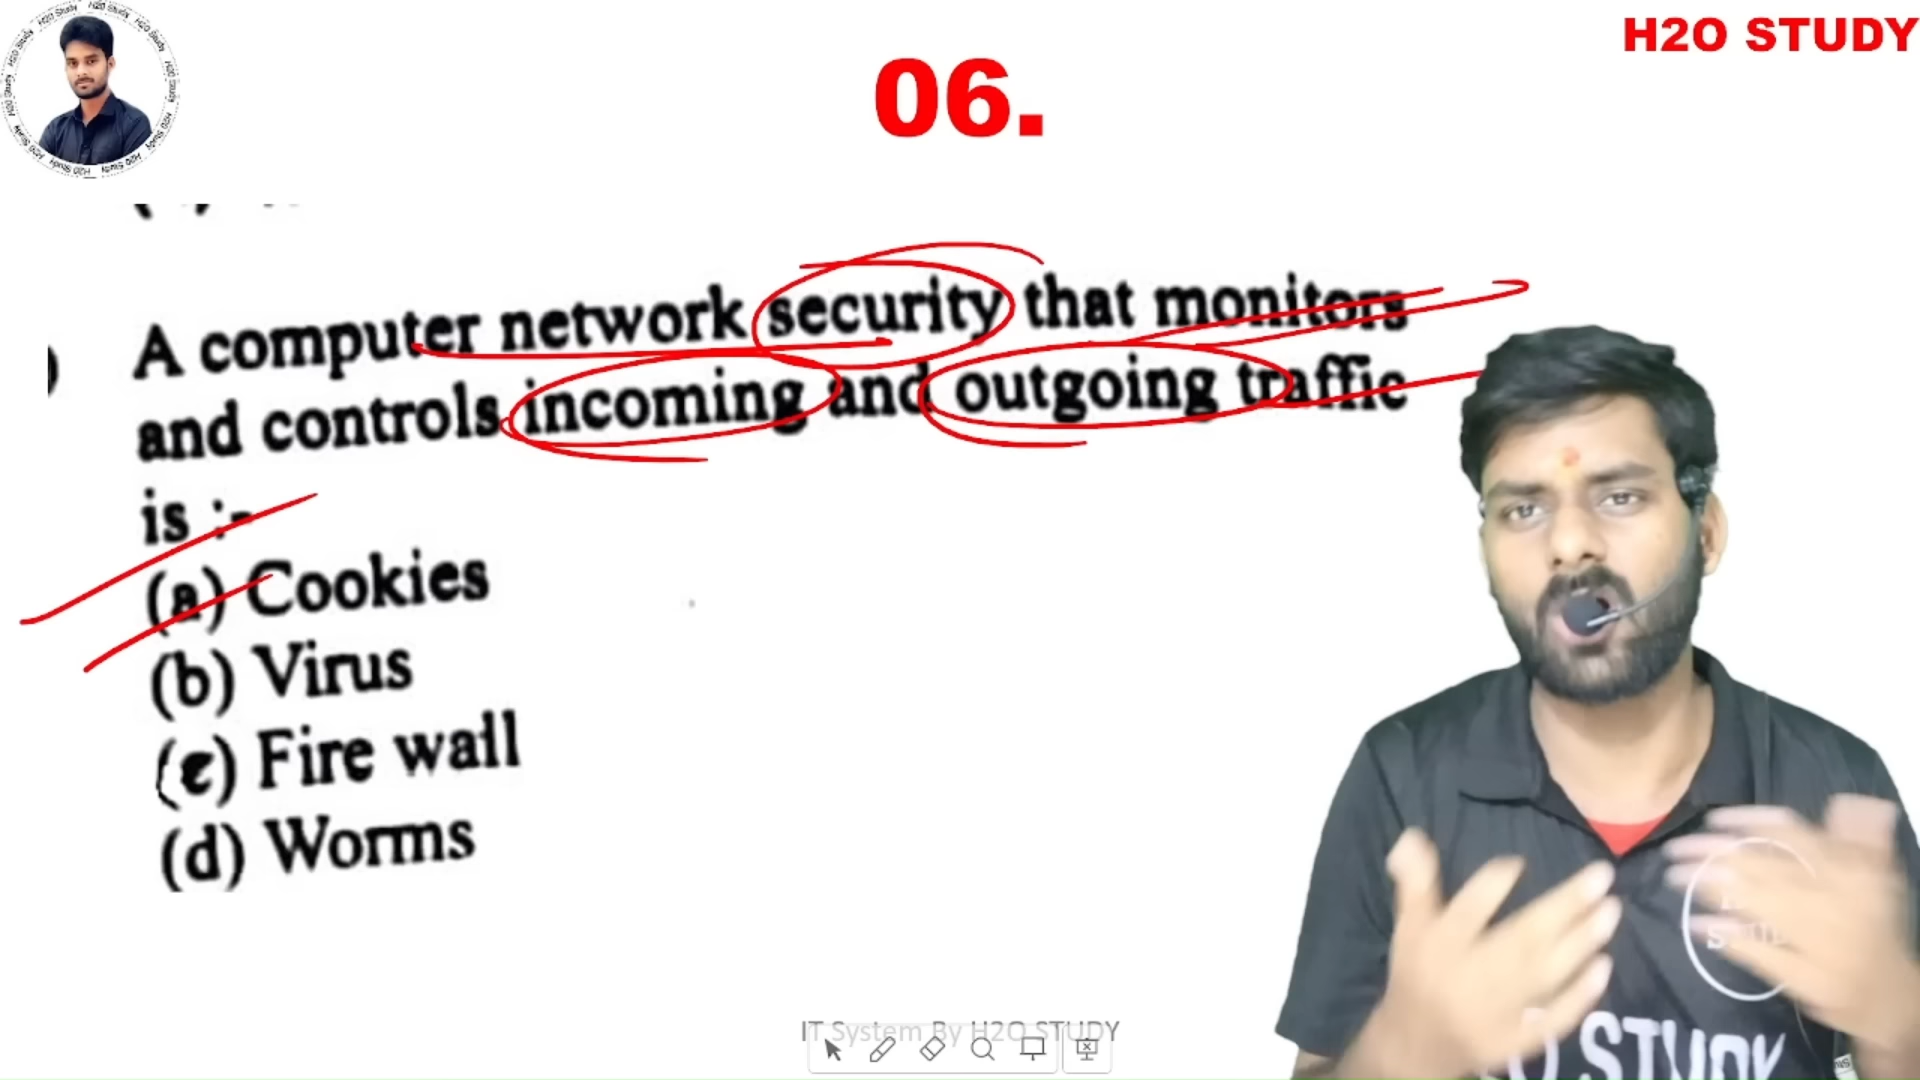 H2O STUDY
06.
A computer network security that monitors
and controls incoming and outgoing traffic
is :-
(a) Cookies
(b) Virus
(c) Fire wall
(d) Worms
IT System By H2O STUDY
STUDY